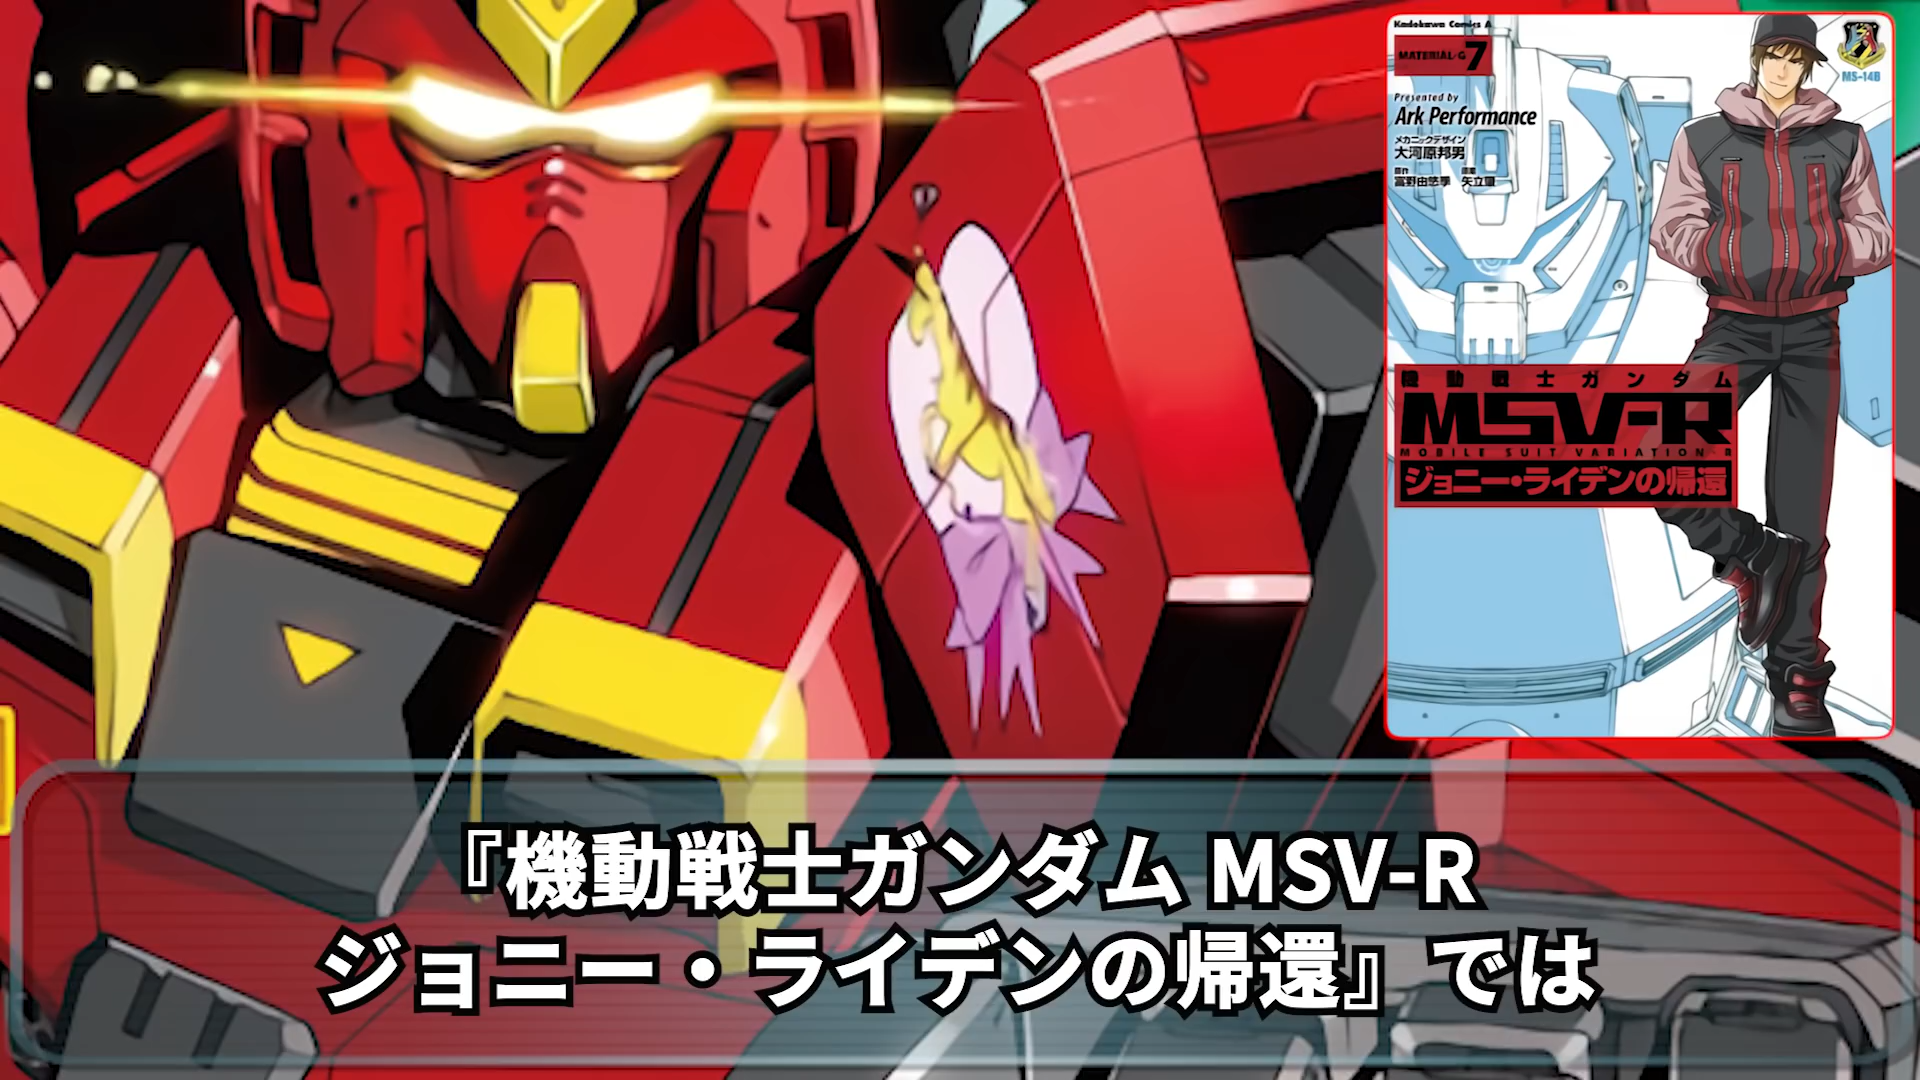 Kadokawa Comics A
MATERIAL-G 7
MS-14B
Presented by
Ark Performance
メカニックデザイン
大河原邦男
原作 原案
富野由悠季 矢立肇
機動戦士ガンダム
MSV-R
MOBILE SUIT VARIATION R
ジョニー・ライデンの帰還
『機動戦士ガンダム MSV-R
ジョニー・ライデンの帰還』では